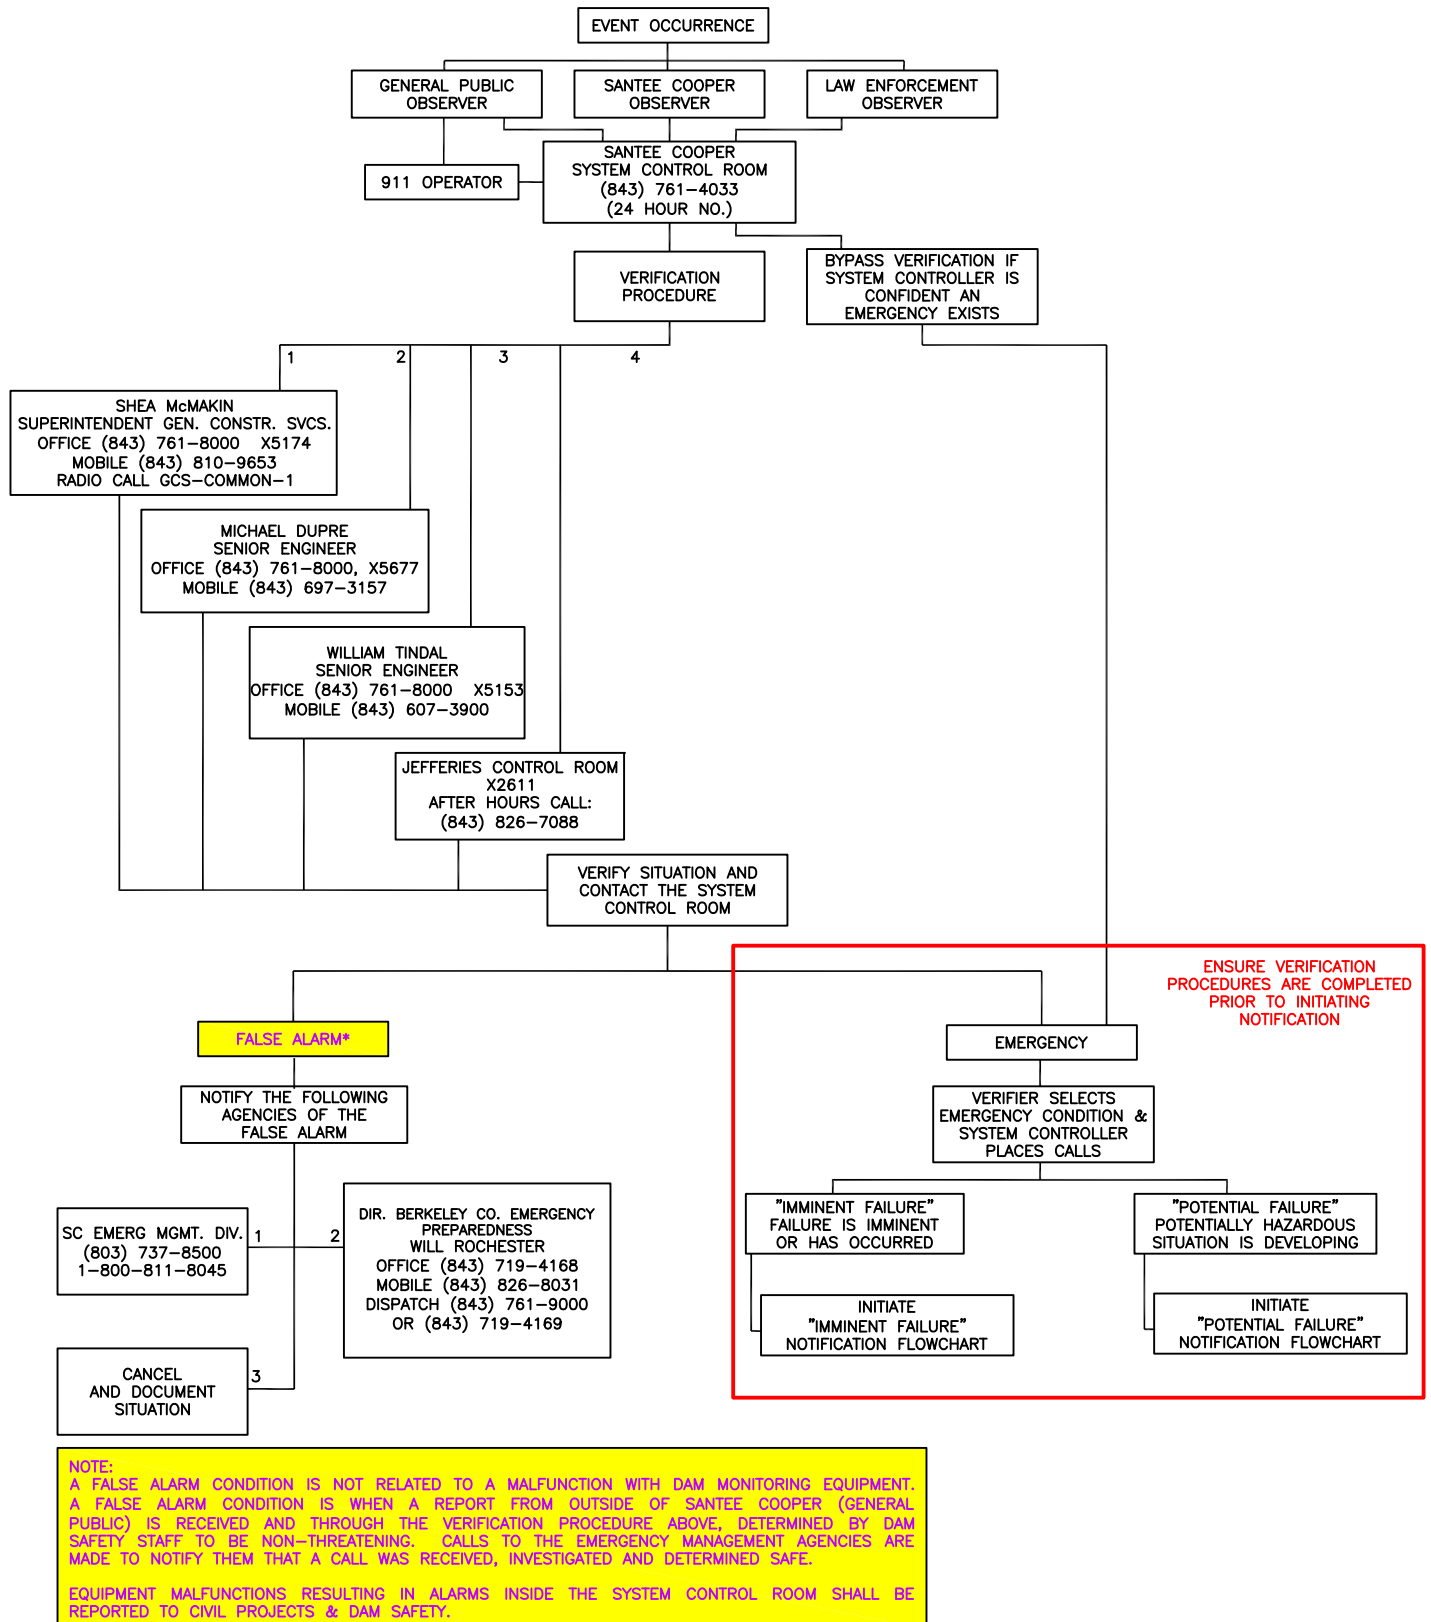 EVENT OCCURRENCE
GENERAL PUBLIC
OBSERVER
SANTEE COOPER
OBSERVER
LAW ENFORCEMENT
OBSERVER
911 OPERATOR
SANTEE COOPER
SYSTEM CONTROL ROOM
(843) 761-4033
(24 HOUR NO.)
VERIFICATION
PROCEDURE
BYPASS VERIFICATION IF
SYSTEM CONTROLLER IS
CONFIDENT AN
EMERGENCY EXISTS
1
2
3
4
SHEA McMAKIN
SUPERINTENDENT GEN. CONSTR. SVCS.
OFFICE (843) 761-8000 X5174
MOBILE (843) 810-9653
RADIO CALL GCS-COMMON-1
MICHAEL DUPRE
SENIOR ENGINEER
OFFICE (843) 761-8000, X5677
MOBILE (843) 697-3157
WILLIAM TINDAL
SENIOR ENGINEER
OFFICE (843) 761-8000 X5153
MOBILE (843) 607-3900
JEFFERIES CONTROL ROOM
X2611
AFTER HOURS CALL:
(843) 826-7088
VERIFY SITUATION AND
CONTACT THE SYSTEM
CONTROL ROOM
ENSURE VERIFICATION
PROCEDURES ARE COMPLETED
PRIOR TO INITIATING
NOTIFICATION
FALSE ALARM*
NOTIFY THE FOLLOWING
AGENCIES OF THE
FALSE ALARM
SC EMERG MGMT. DIV.
(803) 737-8500
1-800-811-8045
1
2
DIR. BERKELEY CO. EMERGENCY
PREPAREDNESS
WILL ROCHESTER
OFFICE (843) 719-4168
MOBILE (843) 826-8031
DISPATCH (843) 761-9000
OR (843) 719-4169
CANCEL
AND DOCUMENT
SITUATION
3
EMERGENCY
VERIFIER SELECTS
EMERGENCY CONDITION &
SYSTEM CONTROLLER
PLACES CALLS
"IMMINENT FAILURE"
FAILURE IS IMMINENT
OR HAS OCCURRED
"POTENTIAL FAILURE"
POTENTIALLY HAZARDOUS
SITUATION IS DEVELOPING
INITIATE
"IMMINENT FAILURE"
NOTIFICATION FLOWCHART
INITIATE
"POTENTIAL FAILURE"
NOTIFICATION FLOWCHART
NOTE:
A FALSE ALARM CONDITION IS NOT RELATED TO A MALFUNCTION WITH DAM MONITORING EQUIPMENT.
A FALSE ALARM CONDITION IS WHEN A REPORT FROM OUTSIDE OF SANTEE COOPER (GENERAL
PUBLIC) IS RECEIVED AND THROUGH THE VERIFICATION PROCEDURE ABOVE, DETERMINED BY DAM
SAFETY STAFF TO BE NON-THREATENING. CALLS TO THE EMERGENCY MANAGEMENT AGENCIES ARE
MADE TO NOTIFY THEM THAT A CALL WAS RECEIVED, INVESTIGATED AND DETERMINED SAFE.
EQUIPMENT MALFUNCTIONS RESULTING IN ALARMS INSIDE THE SYSTEM CONTROL ROOM SHALL BE
REPORTED TO CIVIL PROJECTS & DAM SAFETY.